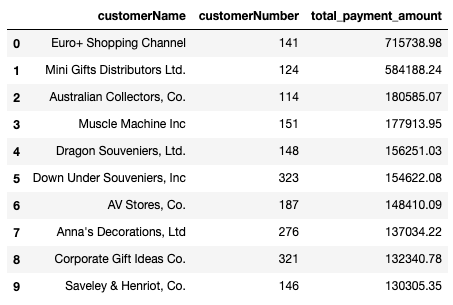 customerName customerNumber total_payment_amount
0 Euro+ Shopping Channel 141 715738.98
1 Mini Gifts Distributors Ltd. 124 584188.24
2 Australian Collectors, Co. 114 180585.07
3 Muscle Machine Inc 151 177913.95
4 Dragon Souveniers, Ltd. 148 156251.03
5 Down Under Souveniers, Inc 323 154622.08
6 AV Stores, Co. 187 148410.09
7 Anna's Decorations, Ltd 276 137034.22
8 Corporate Gift Ideas Co. 321 132340.78
9 Saveley & Henriot, Co. 146 130305.35